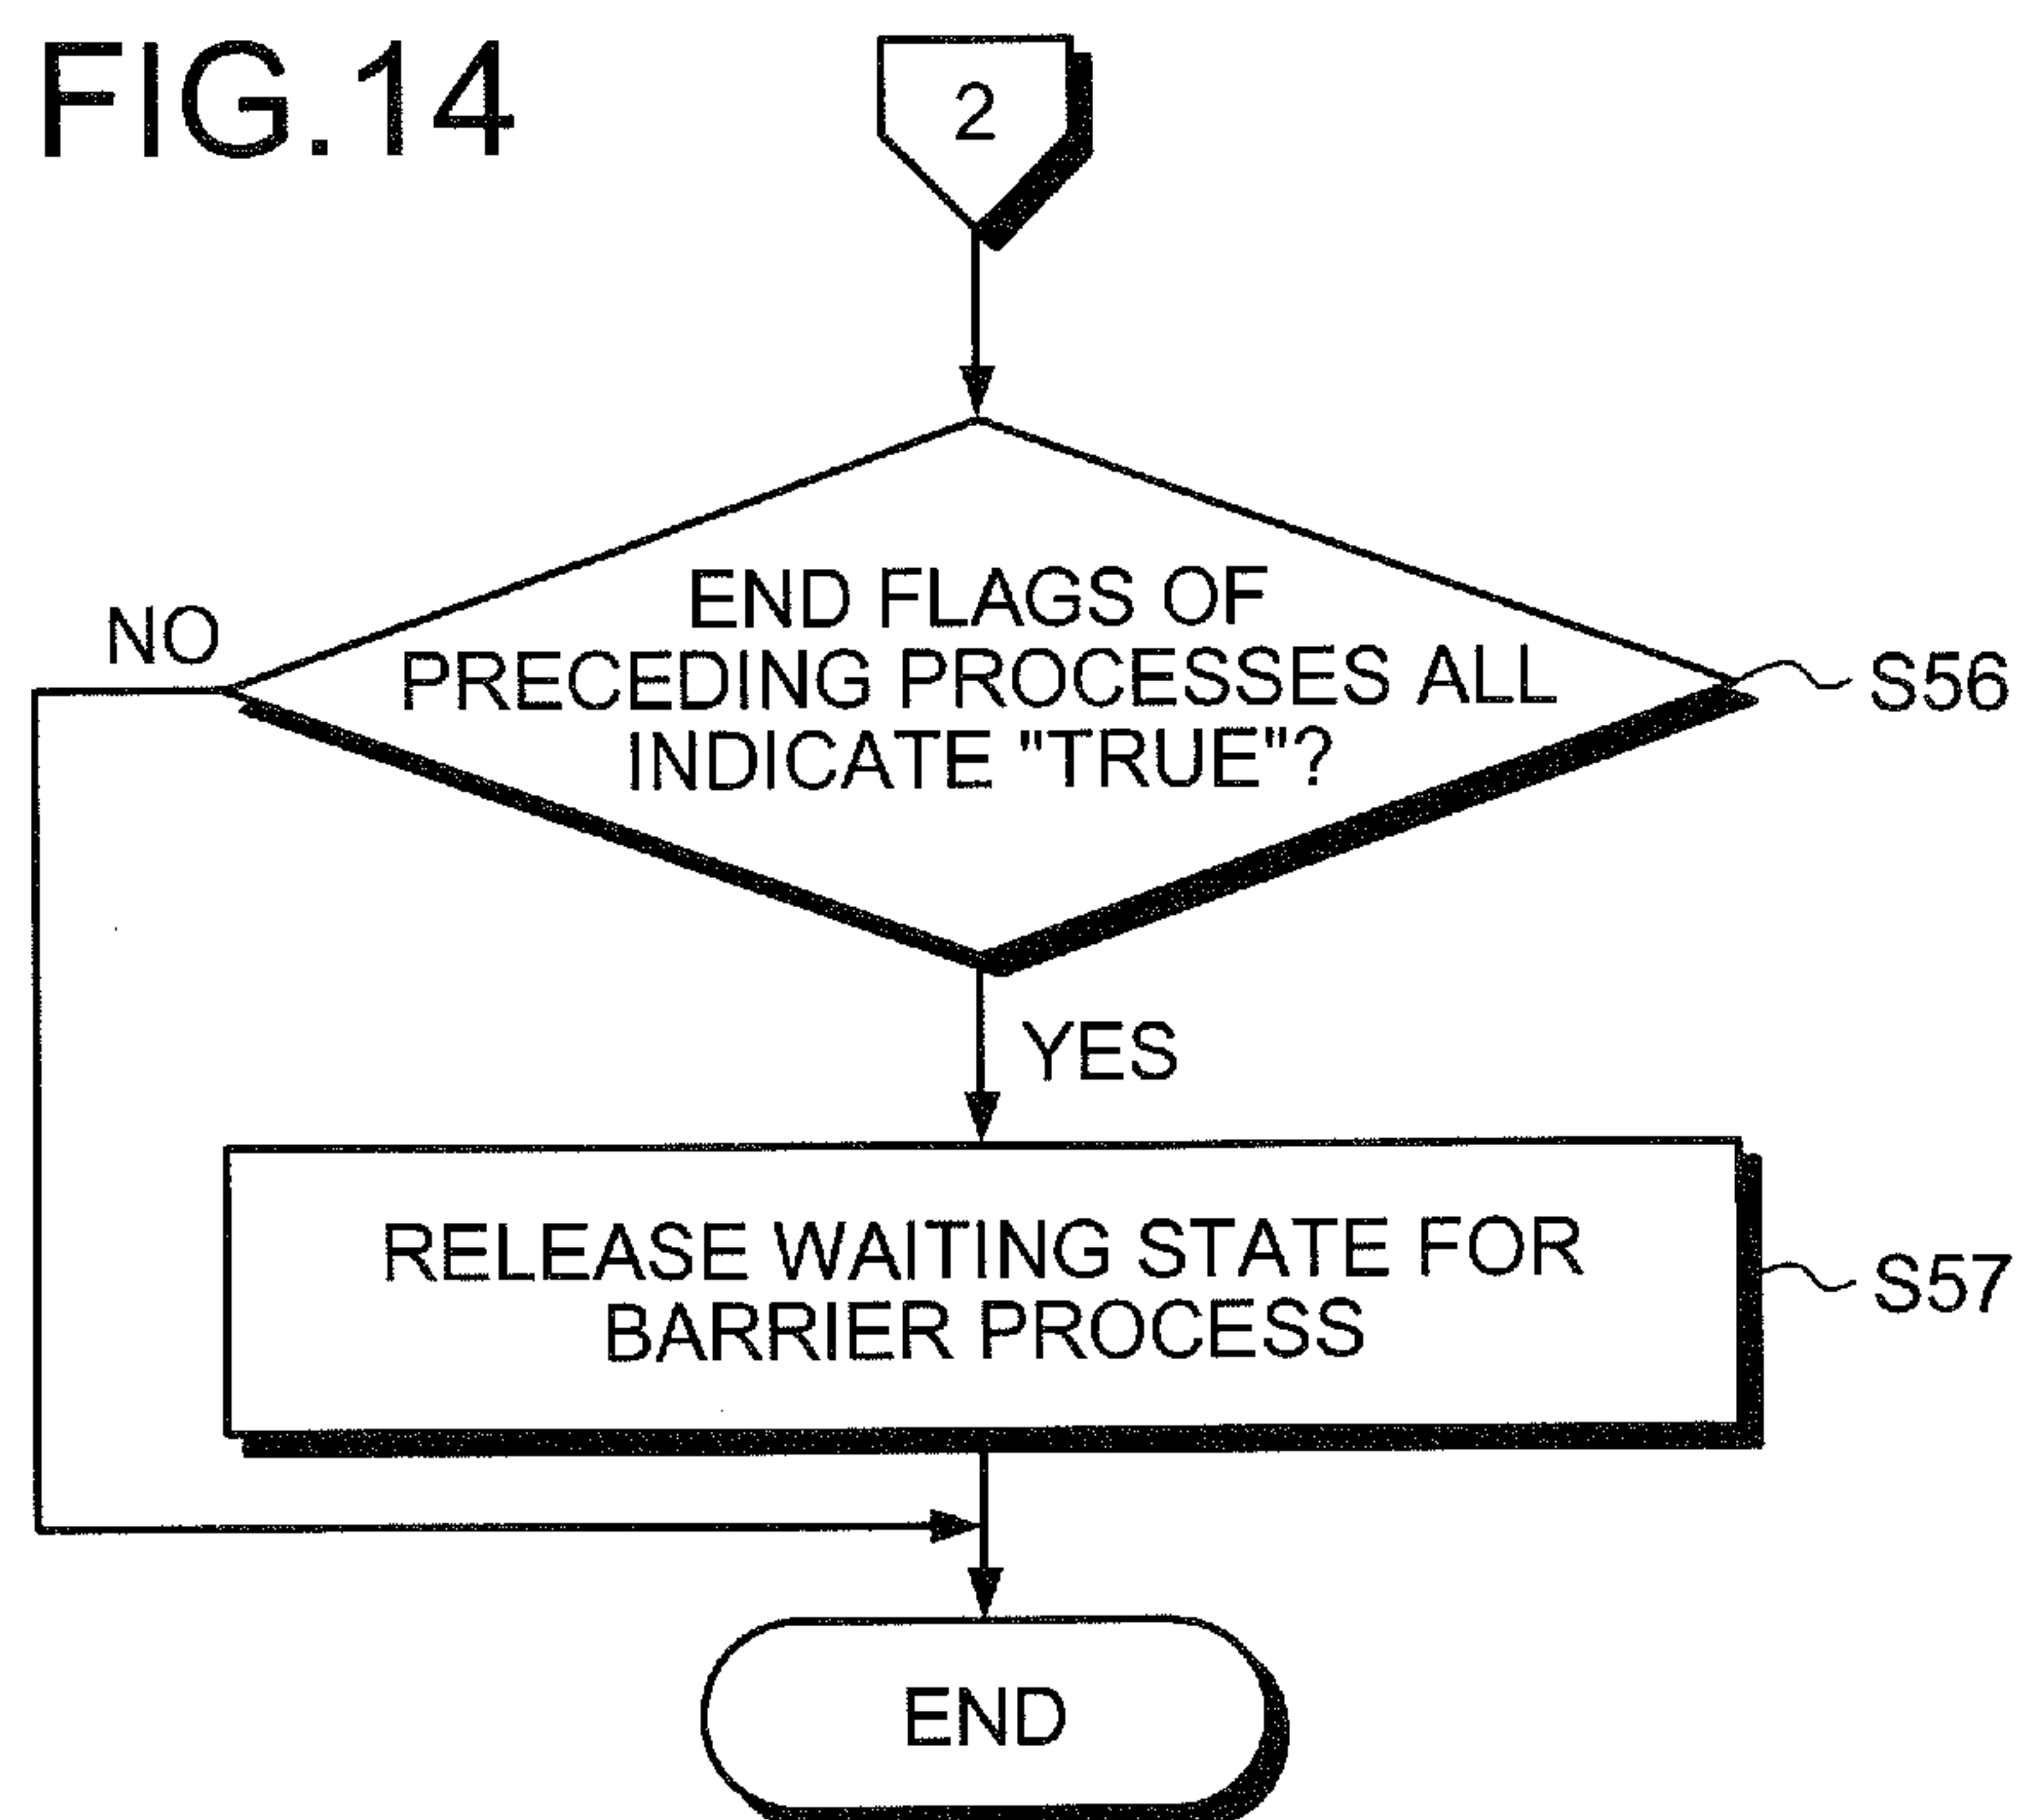 FIG.14
2
END FLAGS OF
PRECEDING PROCESSES ALL
INDICATE "TRUE"?
NO
S56
YES
RELEASE WAITING STATE FOR
BARRIER PROCESS
S57
END